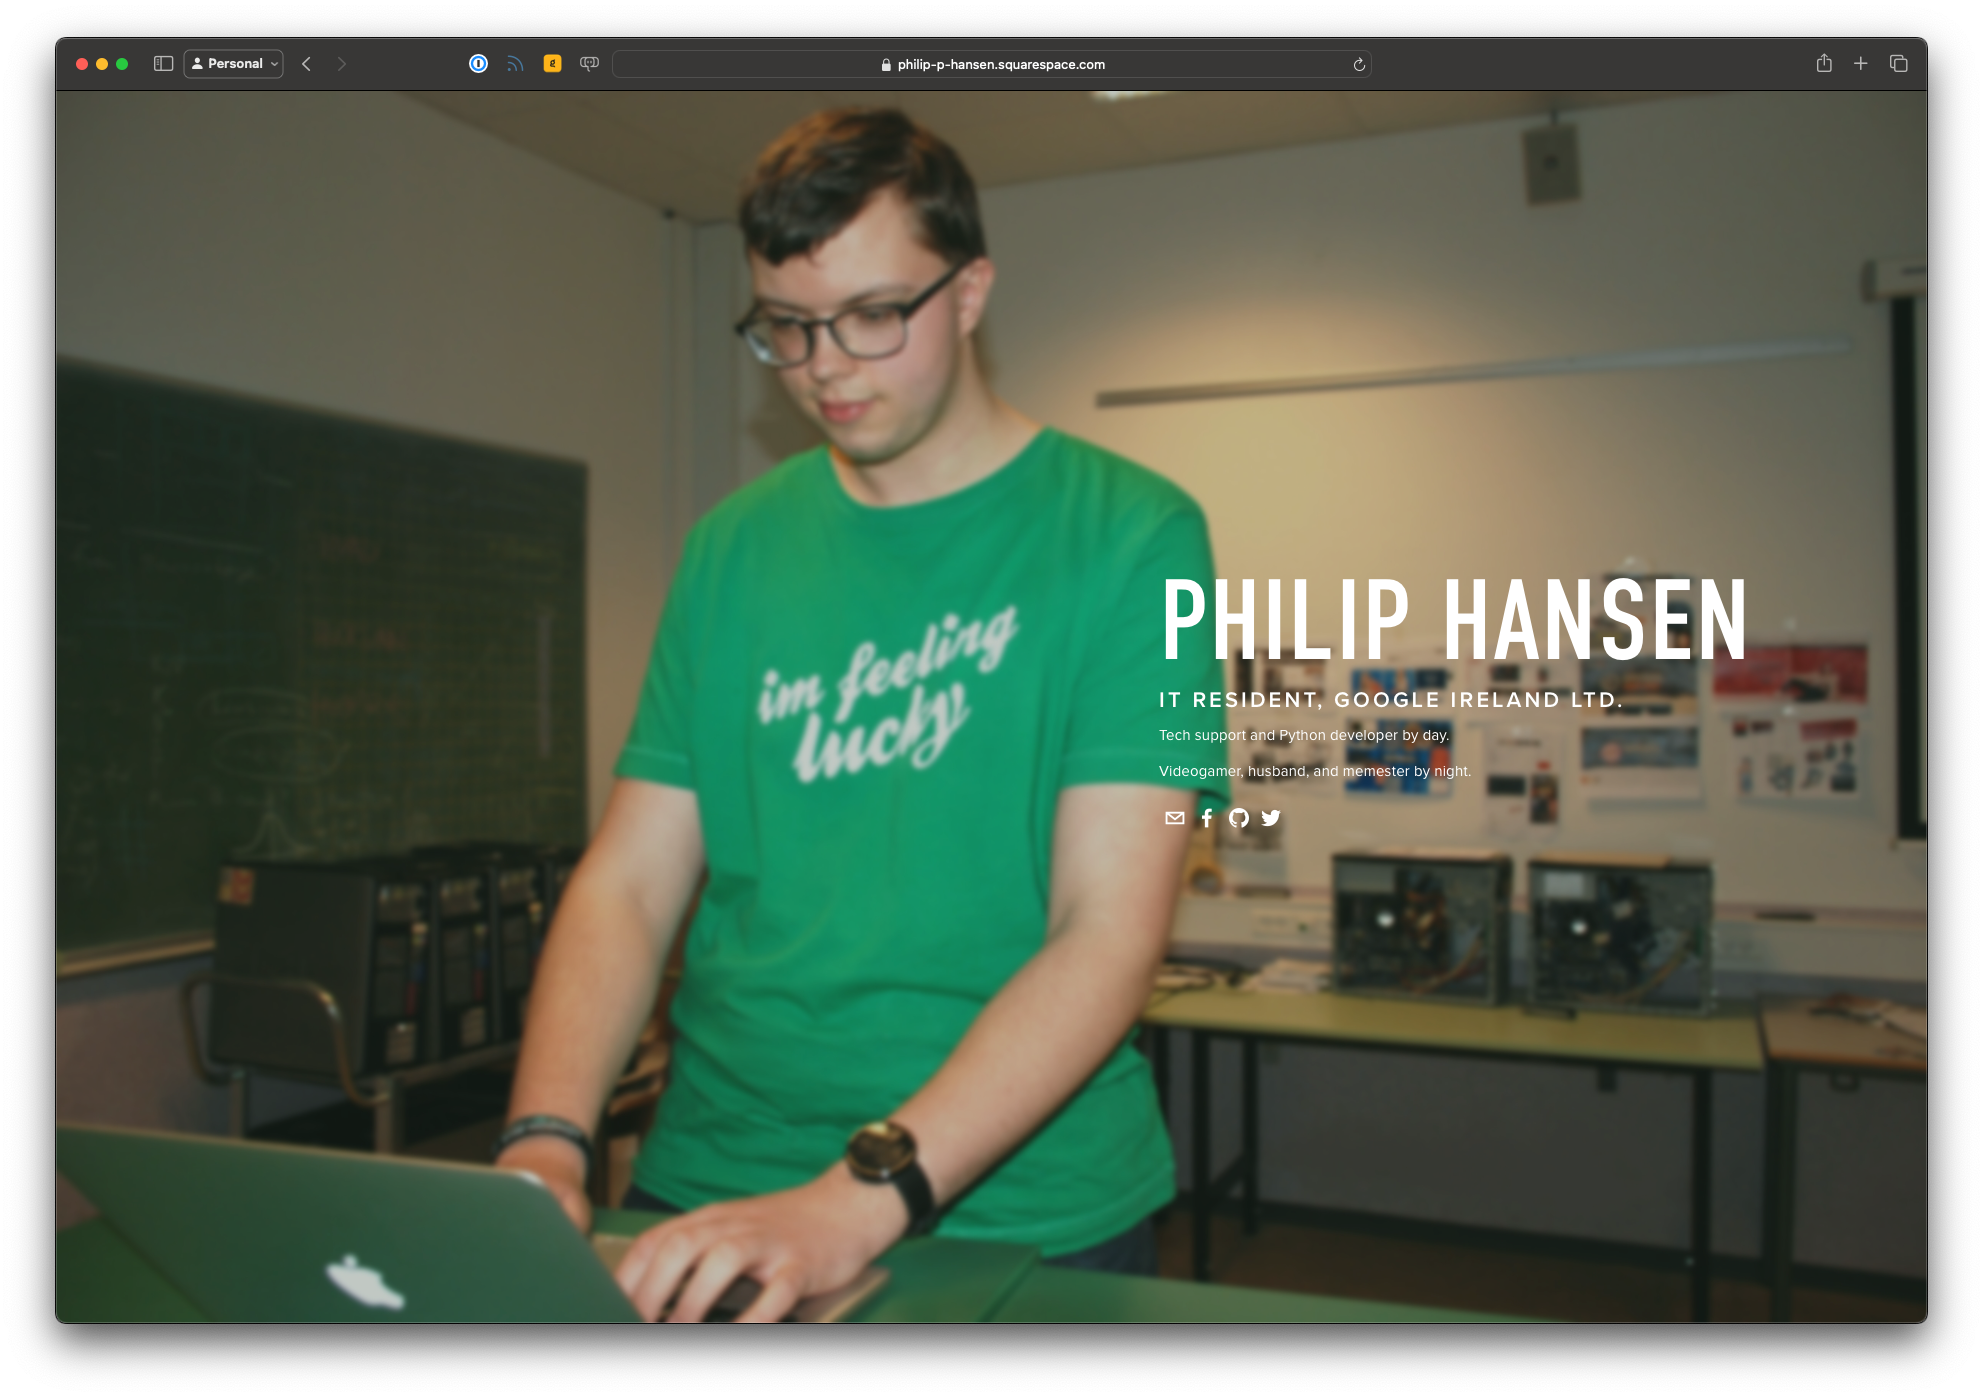 Personal
philip-p-hansen.squarespace.com
im feeling
lucky
PHILIP HANSEN
IT RESIDENT, GOOGLE IRELAND LTD.
Tech support and Python developer by day.
Videogamer, husband, and memester by night.